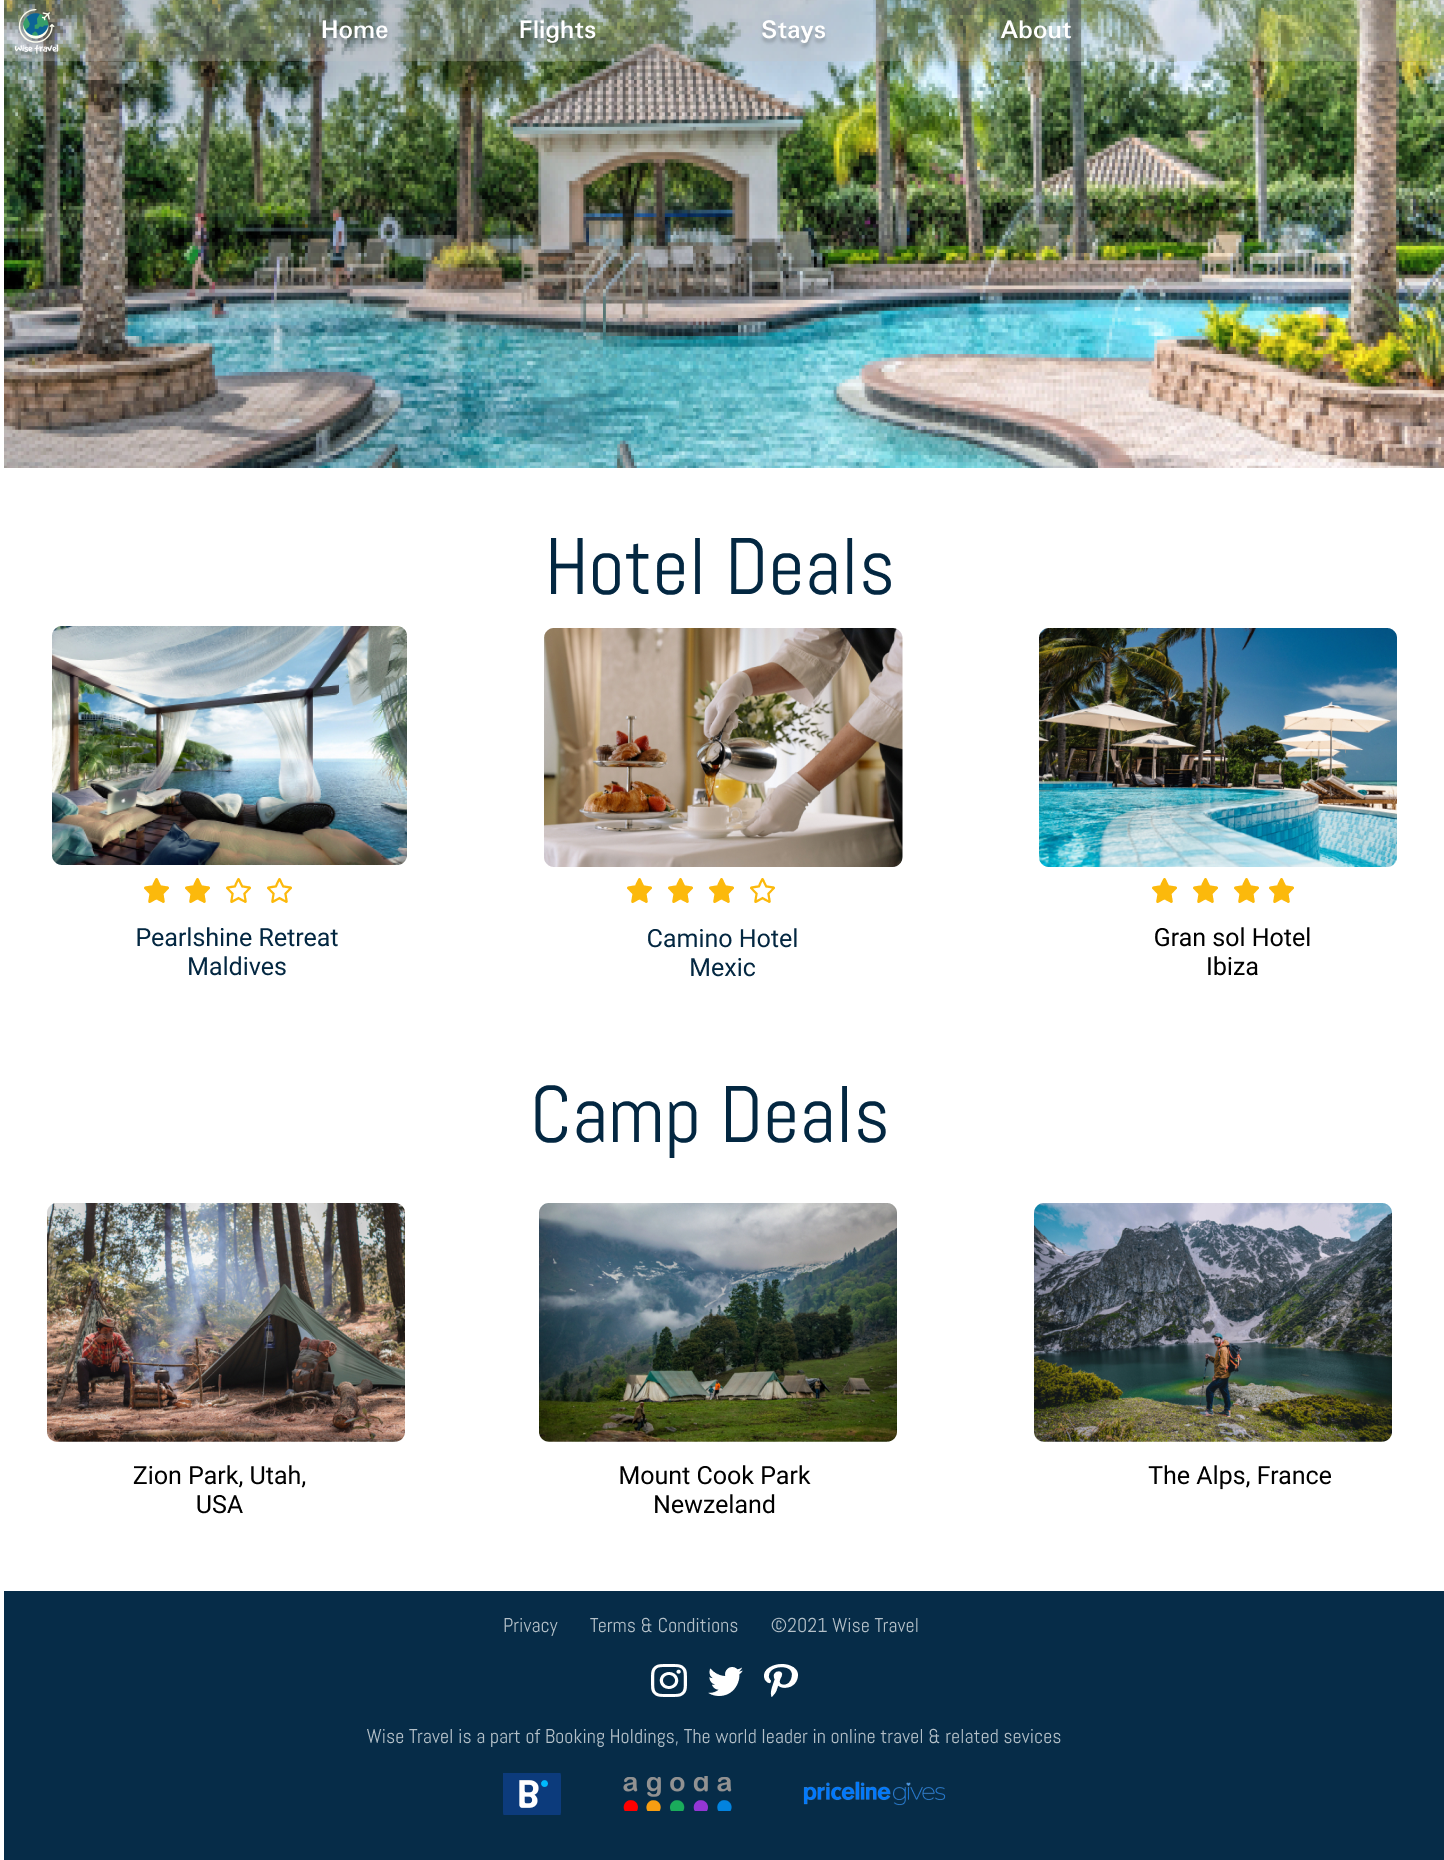 Wise travel
Home Flights Stays About
Hotel Deals
Pearlshine Retreat
Maldives
Camino Hotel
Mexic
Gran sol Hotel
Ibiza
Camp Deals
Zion Park, Utah,
USA
Mount Cook Park
Newzeland
The Alps, France
Privacy Terms & Conditions ©2021 Wise Travel
Wise Travel is a part of Booking Holdings, The world leader in online travel & related sevices
B
agoda
pricelinegives